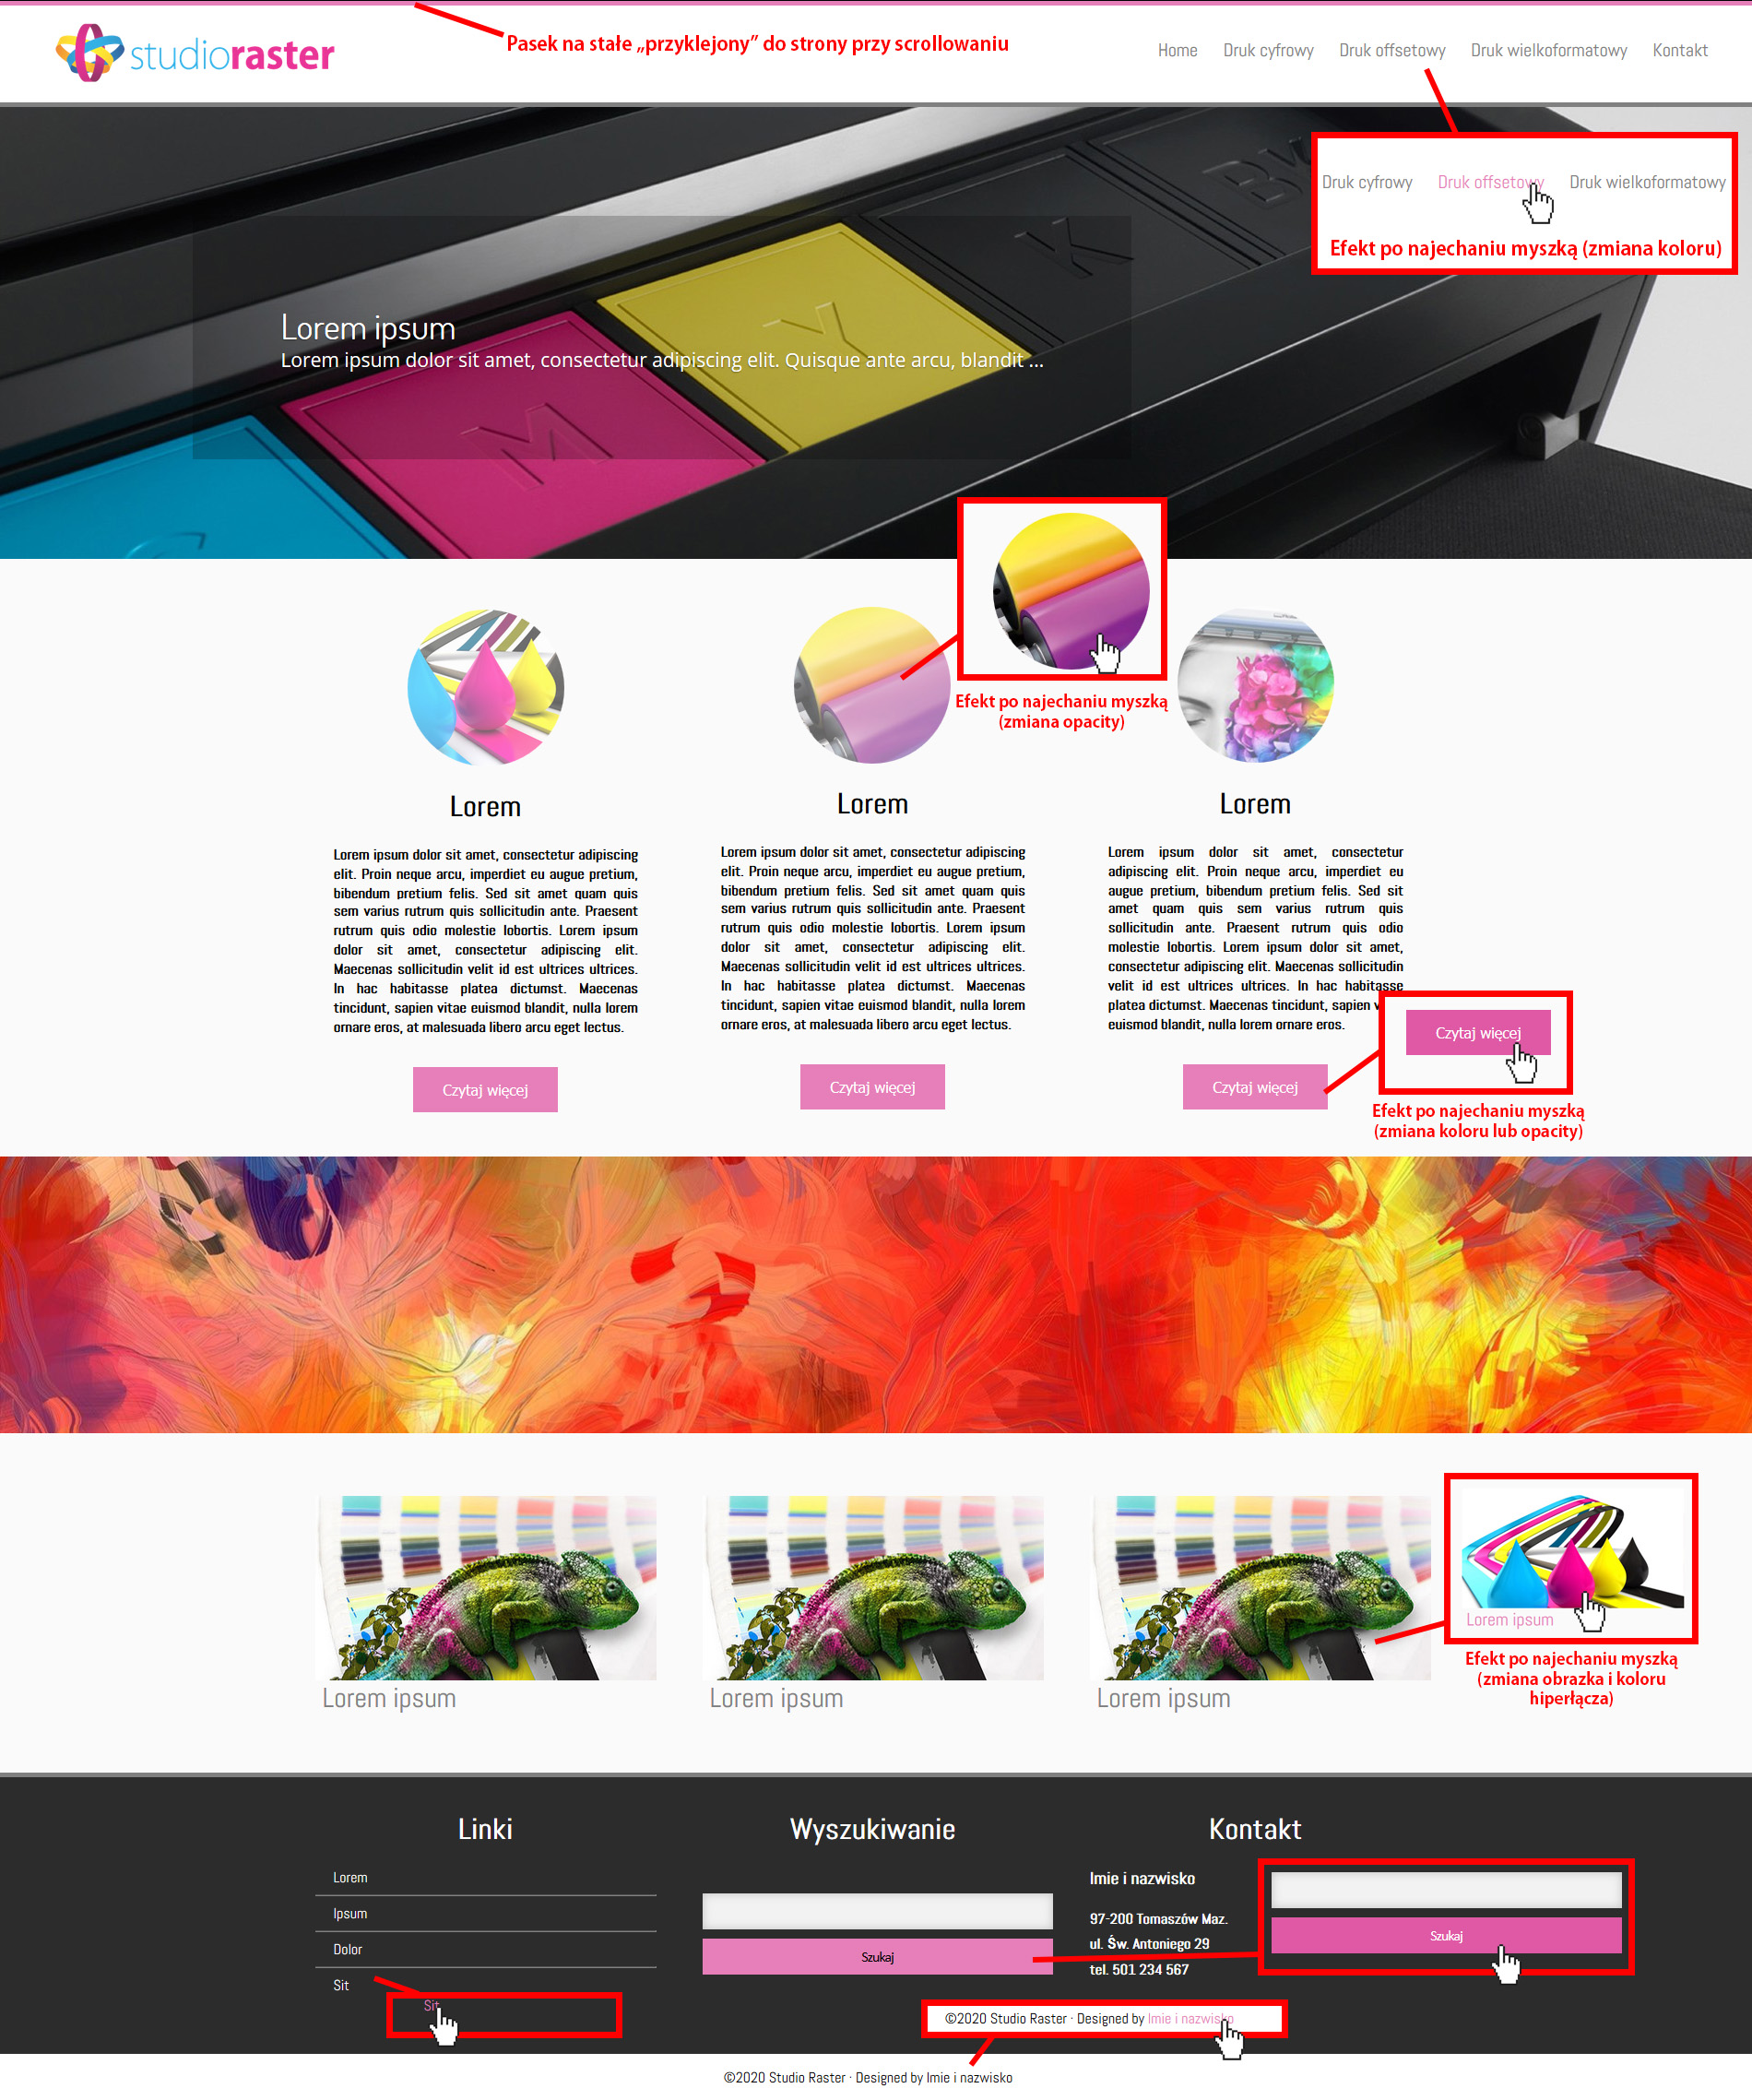 Pasek na stałe „przyklejony” do strony przy scrollowaniu
studioraster
Home Druk cyfrowy Druk offsetowy Druk wielkoformatowy Kontakt
BK
Druk cyfrowy Druk offsetowy Druk wielkoformatowy
Efekt po najechaniu myszką (zmiana koloru)
K
Y
M
C
Lorem ipsum
Lorem ipsum dolor sit amet, consectetur adipiscing elit. Quisque ante arcu, blandit ...
Efekt po najechaniu myszką
(zmiana opacity)
Lorem
Lorem ipsum dolor sit amet, consectetur adipiscing
elit. Proin neque arcu, imperdiet eu augue pretium,
bibendum pretium felis. Sed sit amet quam quis
sem varius rutrum quis sollicitudin ante. Praesent
rutrum quis odio molestie lobortis. Lorem ipsum
dolor sit amet, consectetur adipiscing elit.
Maecenas sollicitudin velit id est ultrices ultrices.
In hac habitasse platea dictumst. Maecenas
tincidunt, sapien vitae euismod blandit, nulla lorem
ornare eros, at malesuada libero arcu eget lectus.
Czytaj więcej
Lorem
Lorem ipsum dolor sit amet, consectetur adipiscing
elit. Proin neque arcu, imperdiet eu augue pretium,
bibendum pretium felis. Sed sit amet quam quis
sem varius rutrum quis sollicitudin ante. Praesent
rutrum quis odio molestie lobortis. Lorem ipsum
dolor sit amet, consectetur adipiscing elit.
Maecenas sollicitudin velit id est ultrices ultrices.
In hac habitasse platea dictumst. Maecenas
tincidunt, sapien vitae euismod blandit, nulla lorem
ornare eros, at malesuada libero arcu eget lectus.
Czytaj więcej
Lorem
Lorem ipsum dolor sit amet, consectetur
adipiscing elit. Proin neque arcu, imperdiet eu
augue pretium, bibendum pretium felis. Sed sit
amet quam quis sem varius rutrum quis
sollicitudin ante. Praesent rutrum quis odio
molestie lobortis. Lorem ipsum dolor sit amet,
consectetur adipiscing elit. Maecenas sollicitudin
velit id est ultrices ultrices. In hac habitasse
platea dictumst. Maecenas tincidunt, sapien
euismod blandit, nulla lorem ornare eros.
Czytaj więcej
Czytaj więcej
Efekt po najechaniu myszką
(zmiana koloru lub opacity)
Lorem ipsum
Lorem ipsum
Lorem ipsum
Lorem ipsum
Efekt po najechaniu myszką
(zmiana obrazka i koloru
hiperłącza)
Linki
Lorem
Ipsum
Dolor
Sit
Sit
Wyszukiwanie
Szukaj
Kontakt
Imie i nazwisko
97-200 Tomaszów Maz.
ul. Św. Antoniego 29
tel. 501 234 567
Szukaj
©2020 Studio Raster · Designed by Imie i nazwisko
©2020 Studio Raster · Designed by Imie i nazwisko